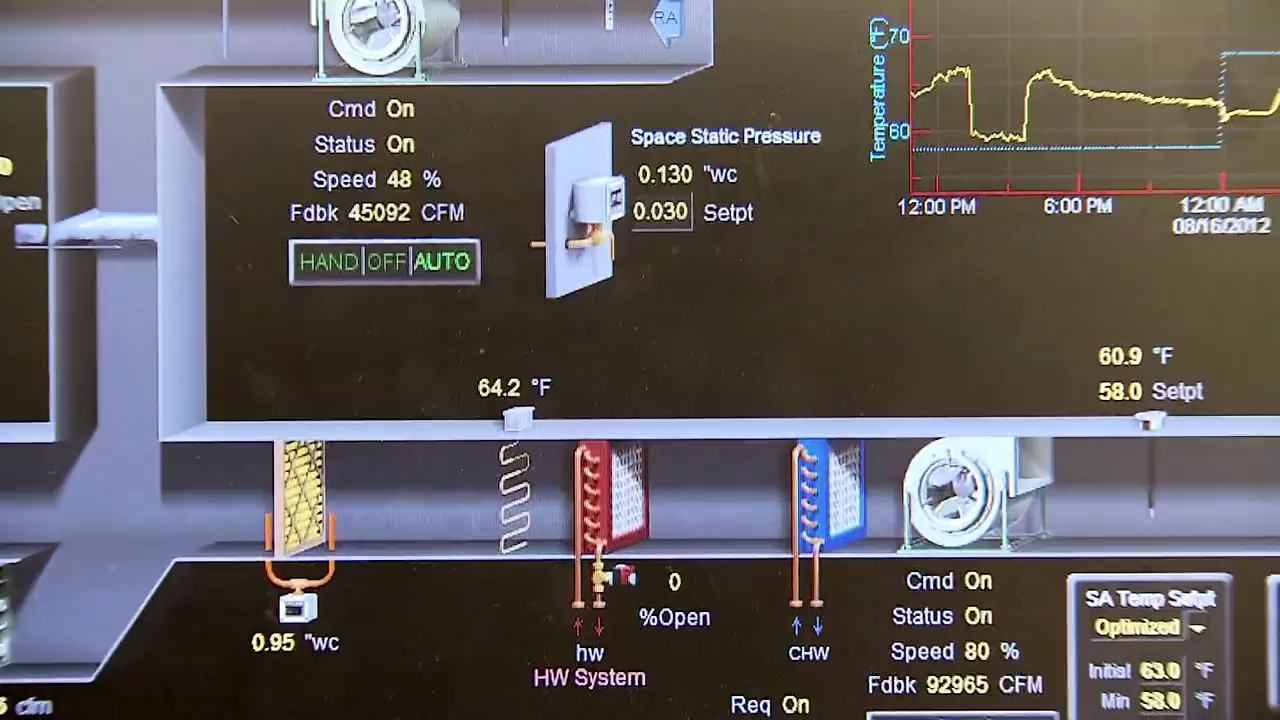 RA
Cmd On
Status On
Speed 48 %
Fdbk 45092 CFM
HAND OFF AUTO
Space Static Pressure
0.130 "wc
0.030 Setpt
Temperature (°F)
70
60
12:00 PM 6:00 PM 12:00 AM
08/16/2012
64.2 °F
60.9 °F
58.0 Setpt
0.95 "wc
0
%Open
hw
HW System
CHW
Req On
Cmd On
Status On
Speed 80 %
Fdbk 92965 CFM
SA Temp Setpt
Optimized
Initial 63.0 °F
Min 58.0 °F
cfm